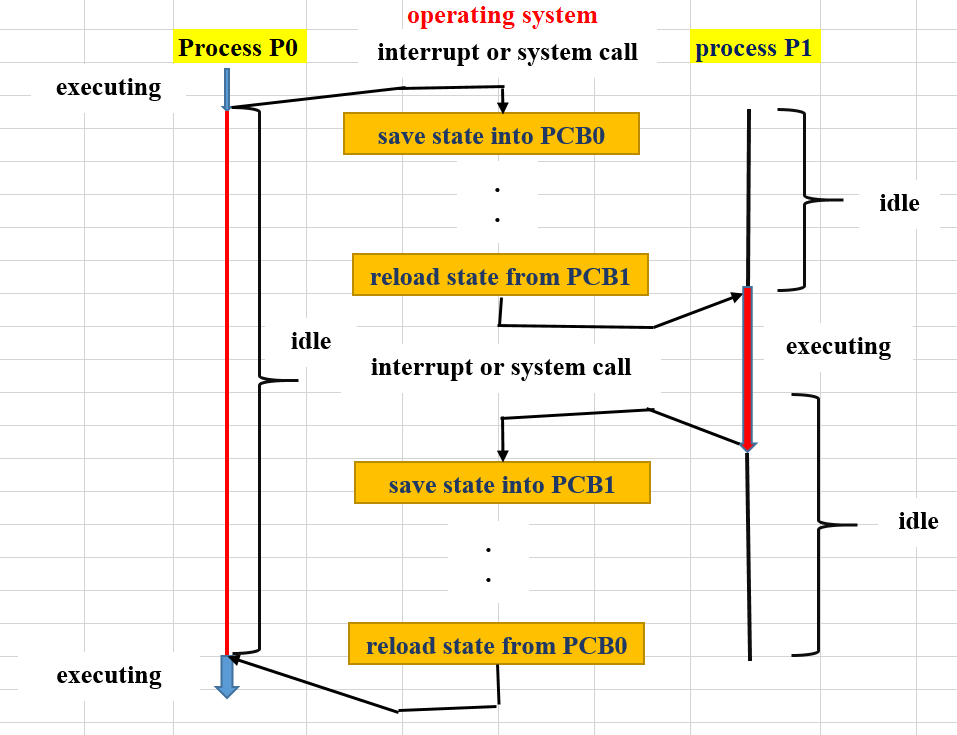 operating system
Process P0
interrupt or system call
process P1
executing
save state into PCB0
.
idle
.
reload state from PCB1
idle
executing
interrupt or system call
save state into PCB1
idle
.
.
reload state from PCB0
executing